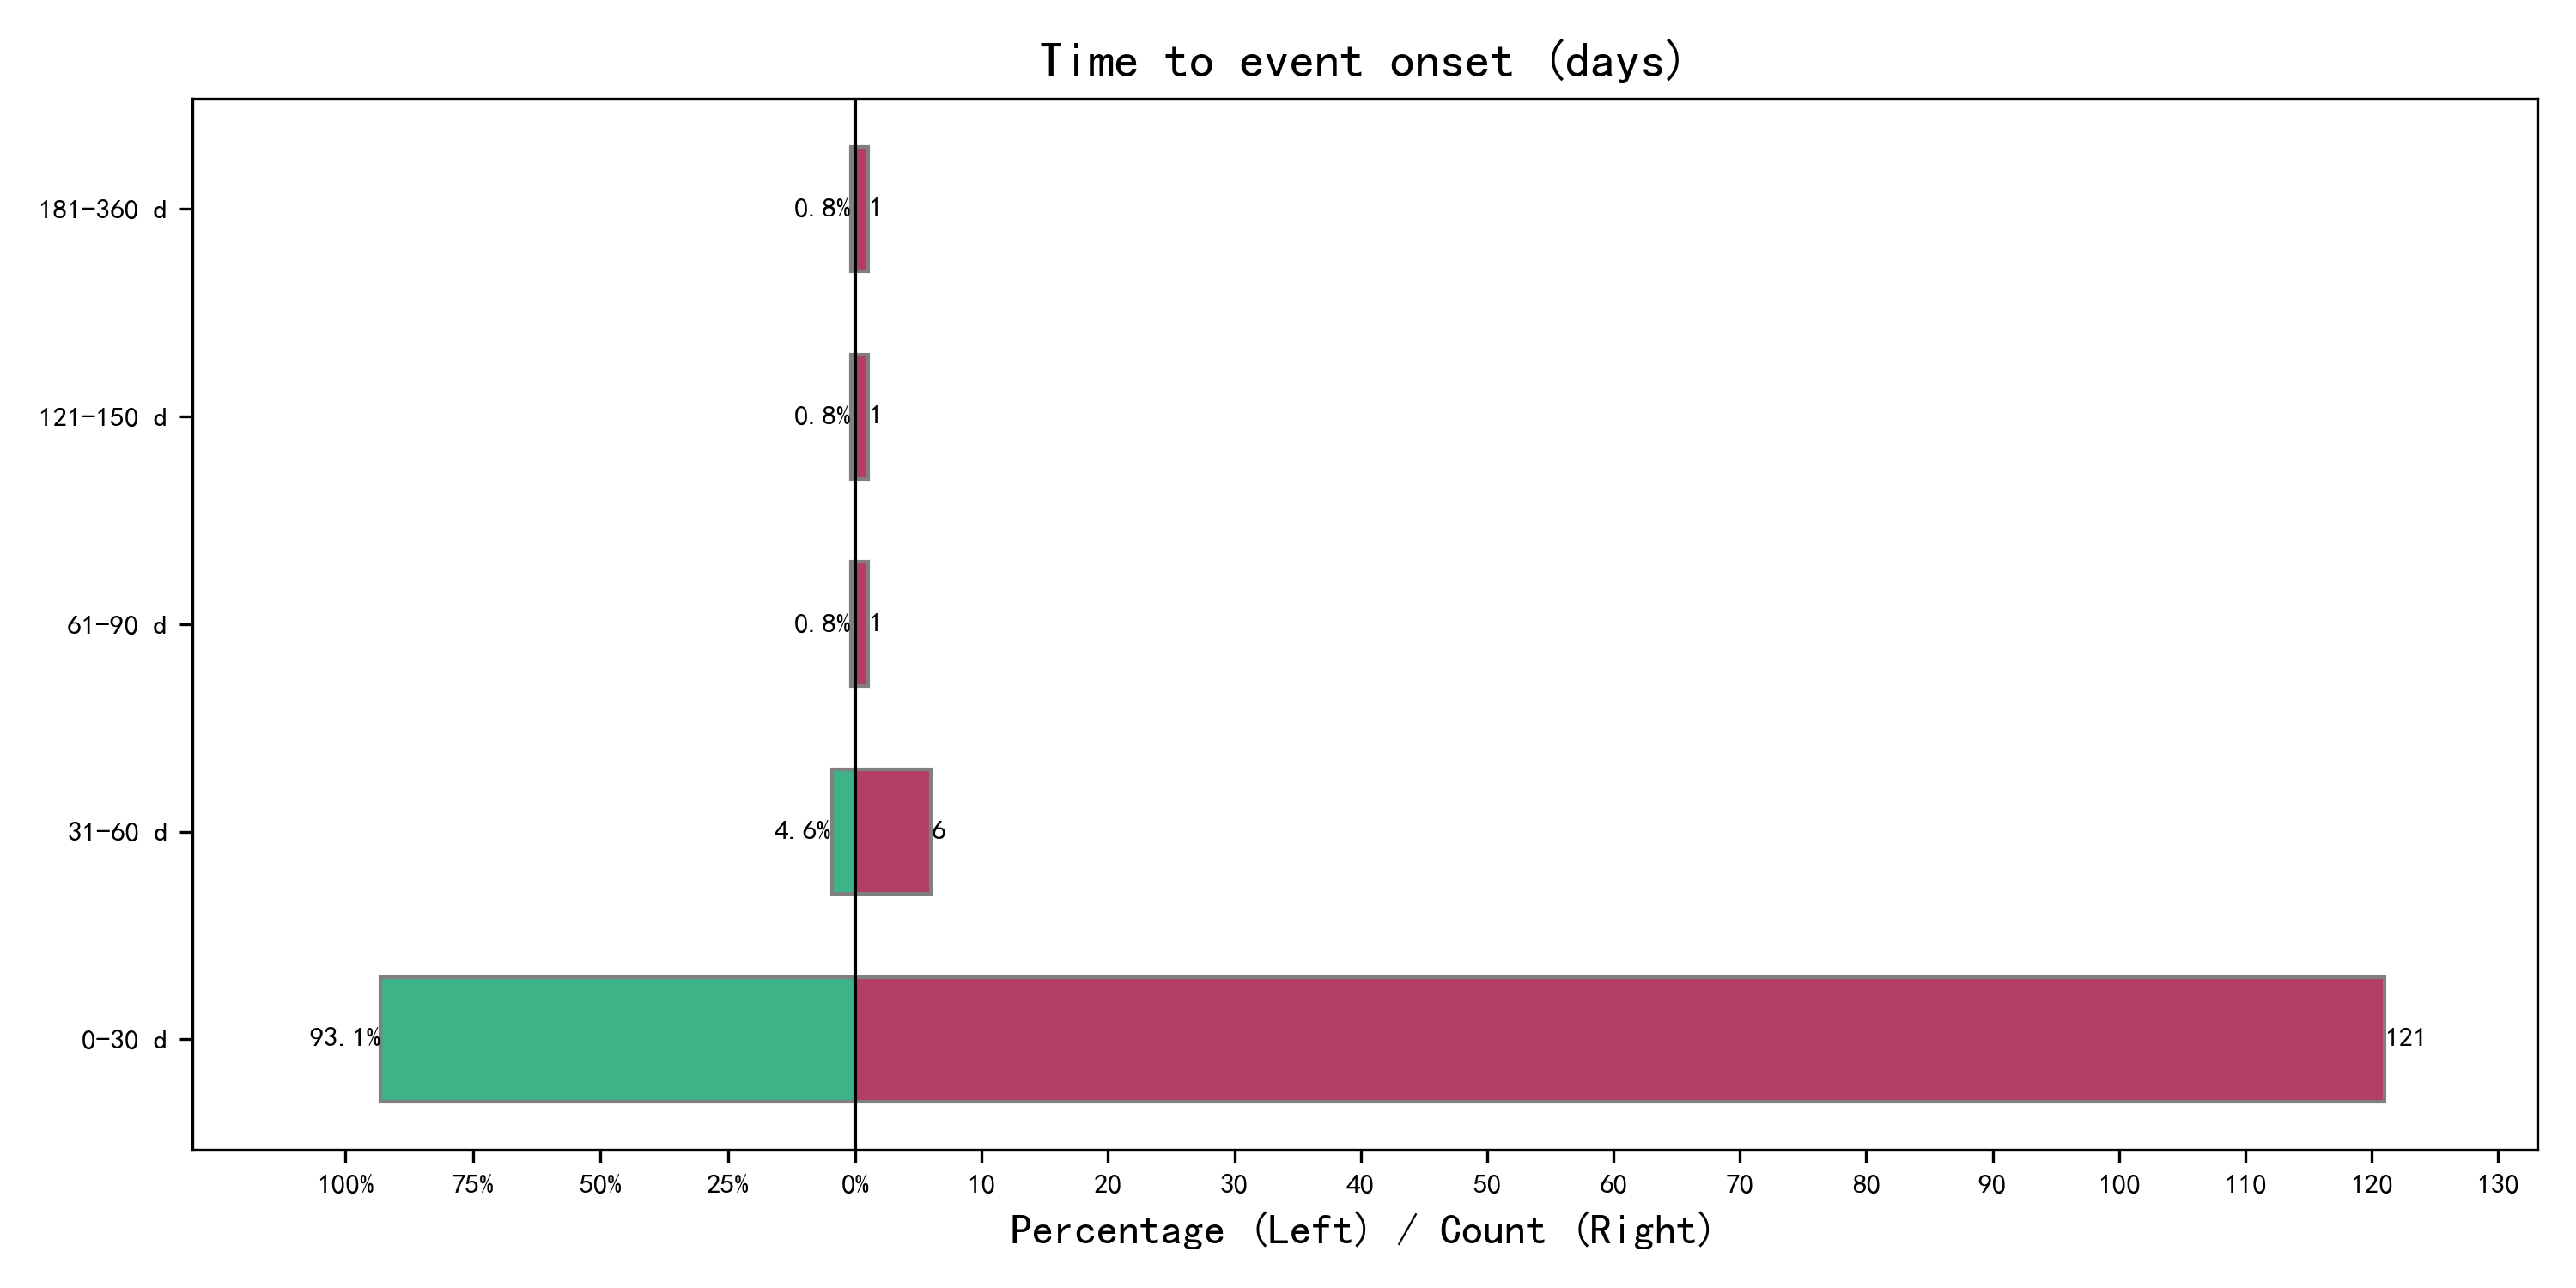 Time to event onset (days)
181-360 d 0.8% 1
121-150 d 0.8% 1
61-90 d 0.8% 1
31-60 d 4.6% 6
0-30 d 93.1% 121
100% 75% 50% 25% 0% 10 20 30 40 50 60 70 80 90 100 110 120 130
Percentage (Left) / Count (Right)